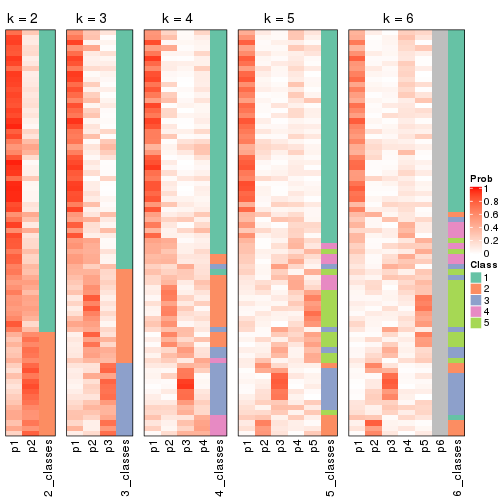 k = 2 k = 3 k = 4 k = 5 k = 6
Prob
1
0.8
0.6
0.4
0.2
0
Class
1
2
3
4
5
p1 p2 2_classes p1 p2 p3 3_classes p1 p2 p3 p4 4_classes p1 p2 p3 p4 p5 5_classes p1 p2 p3 p4 p5 p6 6_classes